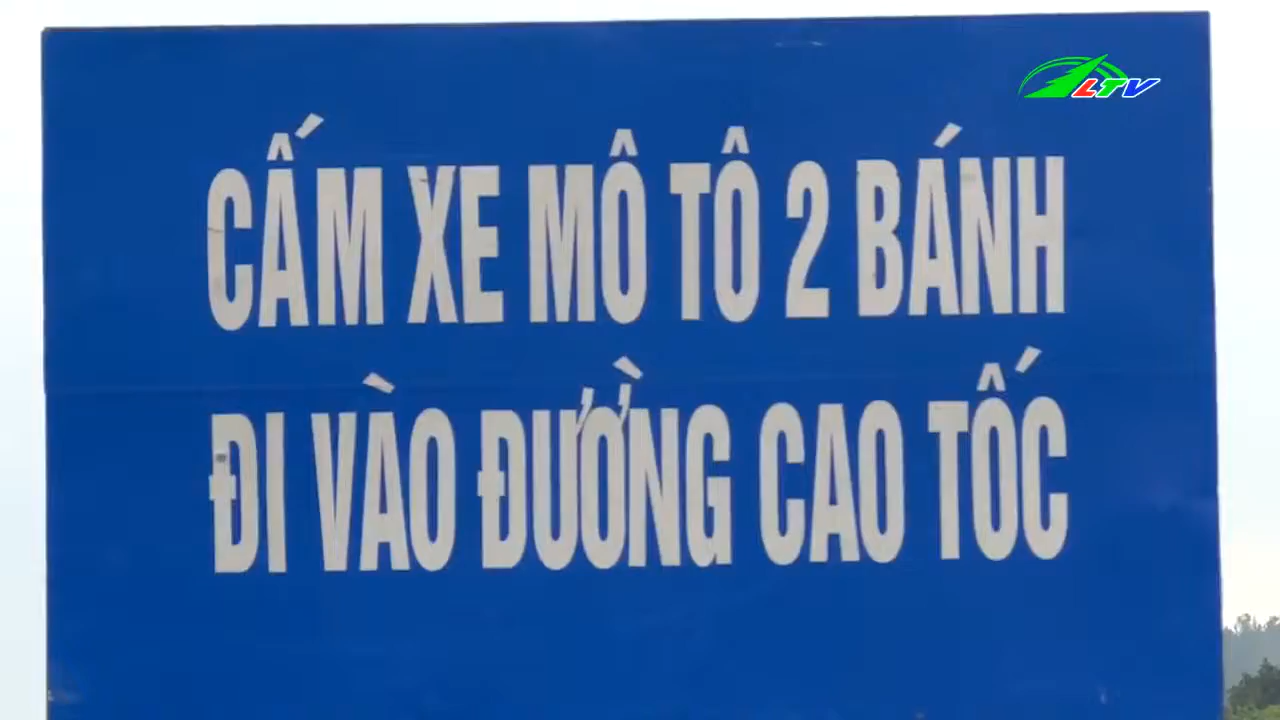 LTV
CẤM XE MÔ TÔ 2 BÁNH
ĐI VÀO ĐƯỜNG CAO TỐC